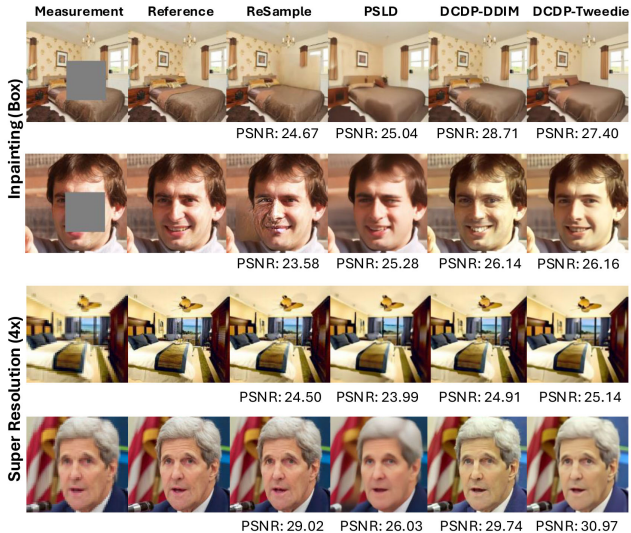 Measurement Reference ReSample PSLD DCDP-DDIM DCDP-Tweedie
Inpainting (Box)
PSNR: 24.67 PSNR: 25.04 PSNR: 28.71 PSNR: 27.40
PSNR: 23.58 PSNR: 25.28 PSNR: 26.14 PSNR: 26.16
Super Resolution (4x)
PSNR: 24.50 PSNR: 23.99 PSNR: 24.91 PSNR: 25.14
PSNR: 29.02 PSNR: 26.03 PSNR: 29.74 PSNR: 30.97